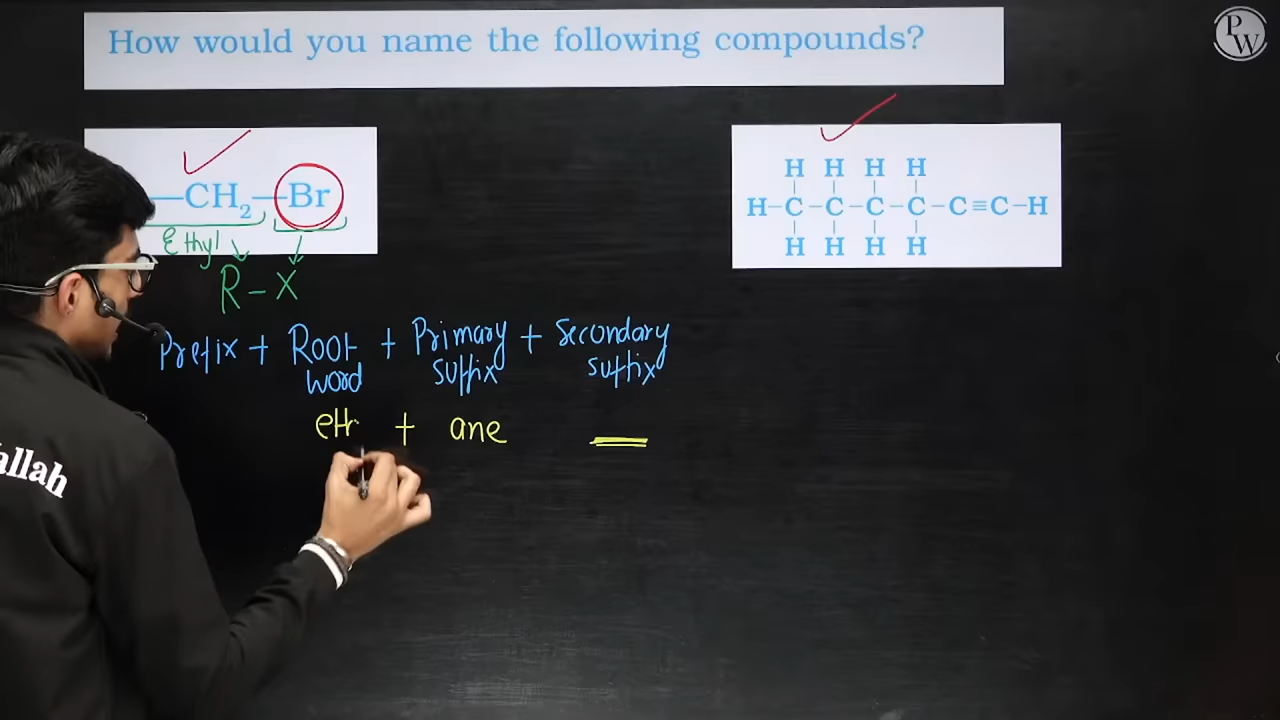 How would you name the following compounds?
PW
—CH₂—Br
Ethyl
R – X
H H H H
H–C–C–C–C–C≡C–H
H H H H
Prefix + Root word + Primary suffix + Secondary suffix
eth + ane
allah